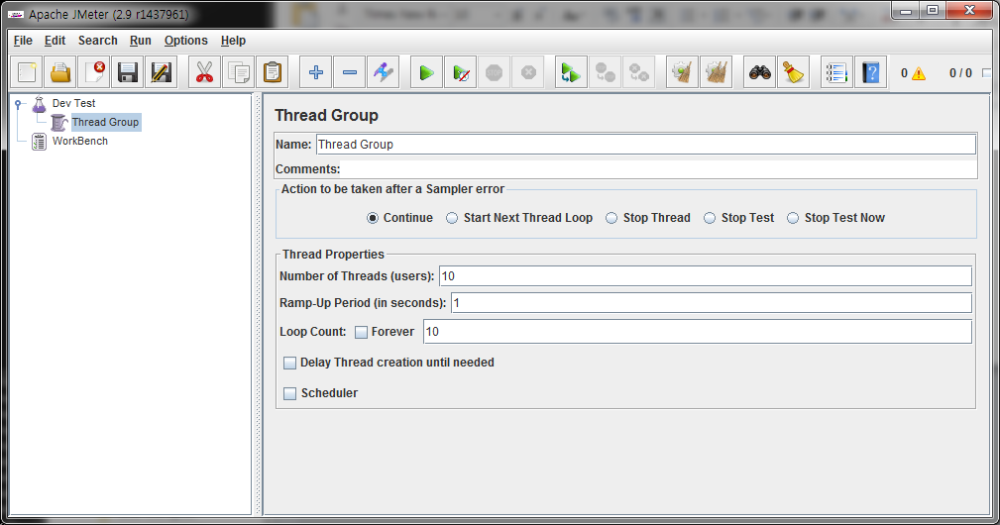 Apache JMeter (2.9 r1437961)
File Edit Search Run Options Help
0 0 / 0
Dev Test
Thread Group
WorkBench
Thread Group
Name: Thread Group
Comments:
Action to be taken after a Sampler error
Continue Start Next Thread Loop Stop Thread Stop Test Stop Test Now
Thread Properties
Number of Threads (users): 10
Ramp-Up Period (in seconds): 1
Loop Count: Forever 10
Delay Thread creation until needed
Scheduler